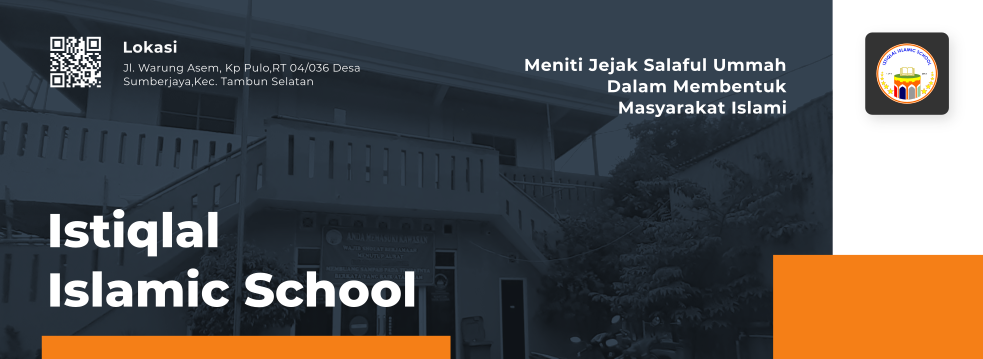 Lokasi
Jl. Warung Asem, Kp Pulo,RT 04/036 Desa
Sumberjaya,Kec. Tambun Selatan
Meniti Jejak Salaful Ummah
Dalam Membentuk
Masyarakat Islami
ISTIQLAL ISLAMIC SCHOOL
Istiqlal
Islamic School